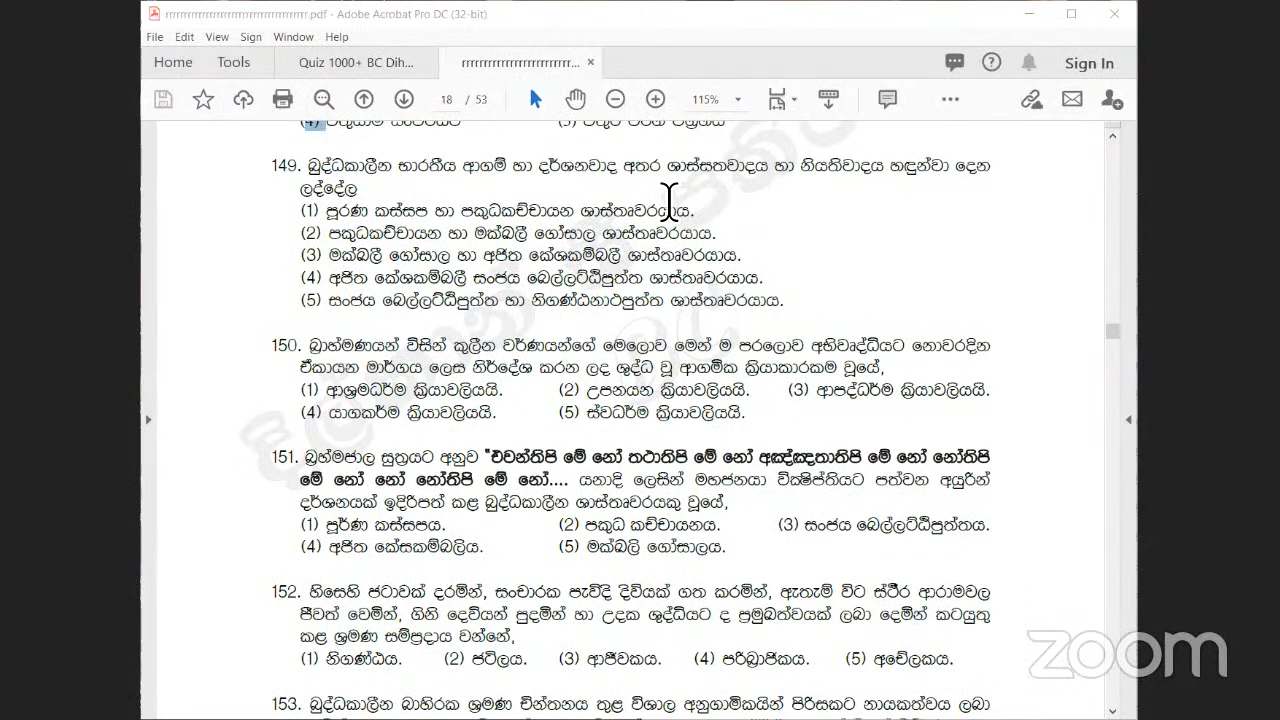 rrrrrrrrrrrrrrrrrrrrrrrrrrrrrrrrrrrrrr.pdf - Adobe Acrobat Pro DC (32-bit)
File Edit View Sign Window Help
Home Tools Quiz 1000+ BC Dih... rrrrrrrrrrrrrrrrrrrrrrrr... × Sign In
18 / 53 115%
149. බුද්ධකාලීන භාරතීය ආගම් හා දර්ශනවාද අතර ශාස්සතවාදය හා නියතිවාදය හඳුන්වා දෙන
ලද්දේල
(1) පූරණ කස්සප හා පකුධකච්චායන ශාස්තෘවරයාය.
(2) පකුධකච්චායන හා මක්ඛලී ගෝසාල ශාස්තෘවරයාය.
(3) මක්ඛලී ගෝසාල හා අජිත කේශකම්බලී ශාස්තෘවරයාය.
(4) අජිත කේශකම්බලී සංජය බෙල්ලට්ඨිපුත්ත ශාස්තෘවරයාය.
(5) සංජය බෙල්ලට්ඨිපුත්ත හා නිගණ්ඨනාථපුත්ත ශාස්තෘවරයාය.
150. බ්‍රාහ්මණයන් විසින් කුලීන වර්ණයන්ගේ මෙලොව මෙන් ම පරලොව අභිවෘද්ධියට නොවරදින
ඒකායන මාර්ගය ලෙස නිර්දේශ කරන ලද ශුද්ධ වූ ආගමික ක්‍රියාකාරකම වූයේ,
(1) ආශ්‍රමධර්ම ක්‍රියාවලියයි. (2) උපනයන ක්‍රියාවලියයි. (3) ආපද්ධර්ම ක්‍රියාවලියයි.
(4) යාගකර්ම ක්‍රියාවලියයි. (5) ස්වධර්ම ක්‍රියාවලියයි.
151. බ්‍රහ්මජාල සුත්‍රයට අනුව "එවන්තිපි මේ නෝ තථාතිපි මේ නෝ අඤ්ඤතාතිපි මේ නෝ නෝතිපි
මේ නෝ නෝ නෝතිපි මේ නෝ.... යනාදි ලෙසින් මහජනයා වික්ෂිප්තියට පත්වන අයුරින්
දර්ශනයක් ඉදිරිපත් කළ බුද්ධකාලීන ශාස්තෘවරයකු වූයේ,
(1) පූර්ණ කස්සපය. (2) පකුධ කච්චායනය. (3) සංජය බෙල්ලට්ඨිපුත්තය.
(4) අජිත කේසකම්බලිය. (5) මක්ඛලි ගෝසාලය.
152. හිසෙහි ජටාවක් දරමින්, සංචාරක පැවිදි දිවියක් ගත කරමින්, ඇතැම් විට ස්ථීර ආරාමවල
ජීවත් වෙමින්, ගිනි දෙවියන් පුදමින් හා උදක ශුද්ධියට ද ප්‍රමුඛත්වයක් ලබා දෙමින් කටයුතු
කළ ශ්‍රමණ සම්ප්‍රදාය වන්නේ,
(1) නිගණ්ඨය. (2) ජටිලය. (3) ආජීවකය. (4) පරිබ්‍රාජිකය. (5) අචේලකය.
zoom
153. බුද්ධකාලීන බාහිරක ශ්‍රමණ චින්තනය තුළ විශාල අනුගාමිකයින් පිරිසකට නායකත්වය ලබා